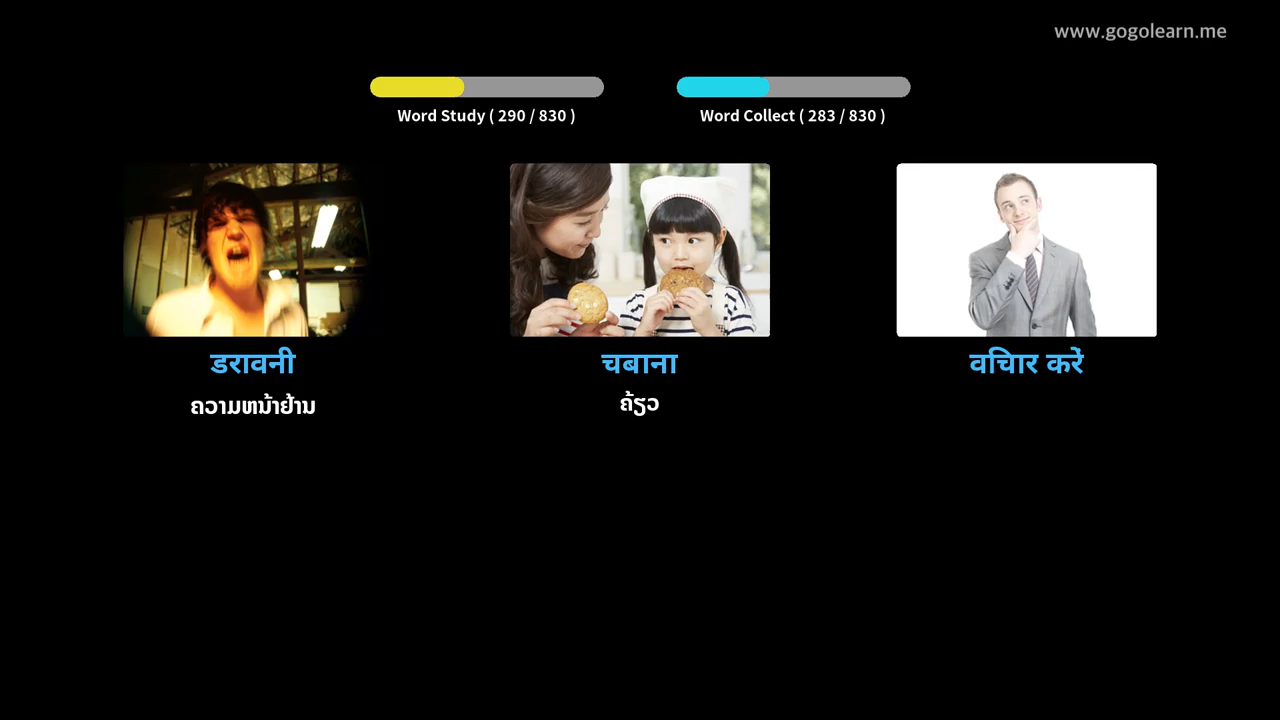 www.gogolearn.me
Word Study ( 290 / 830 )
Word Collect ( 283 / 830 )
डरावनी
चबाना
वचिार करें
ຄວາມຫນ້າຢ້ານ
ຄ້ຽວ